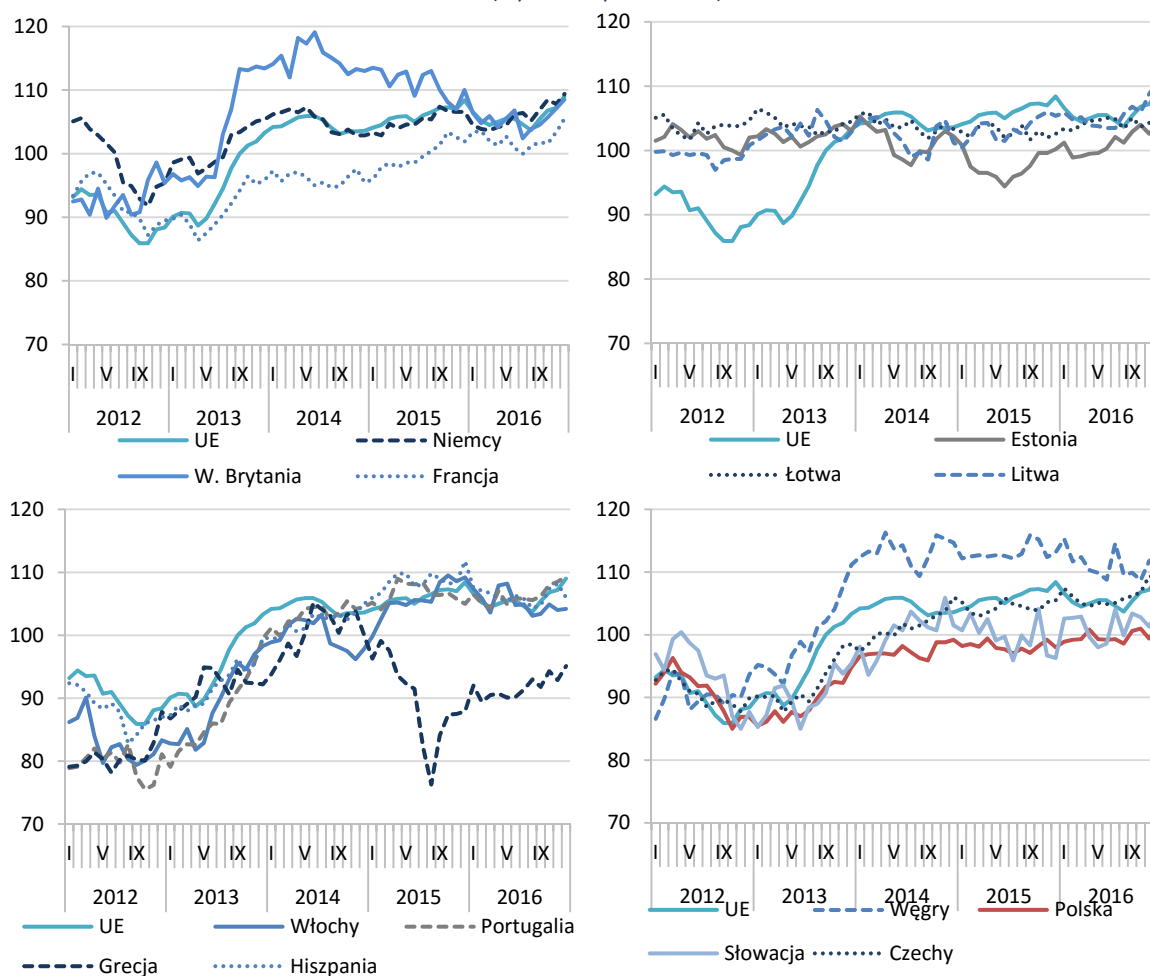 120
110
100
90
80
70
I V IX I V IX I V IX I V IX I V IX
2012 2013 2014 2015 2016
UE Niemcy
W. Brytania Francja
120
110
100
90
80
70
I V IX I V IX I V IX I V IX I V IX
2012 2013 2014 2015 2016
UE Estonia
Łotwa Litwa
120
110
100
90
80
70
I V IX I V IX I V IX I V IX I V IX
2012 2013 2014 2015 2016
UE Włochy Portugalia
Grecja Hiszpania
120
110
100
90
80
70
I V IX I V IX I V IX I V IX I V IX
2012 2013 2014 2015 2016
UE Węgry Polska
Słowacja Czechy